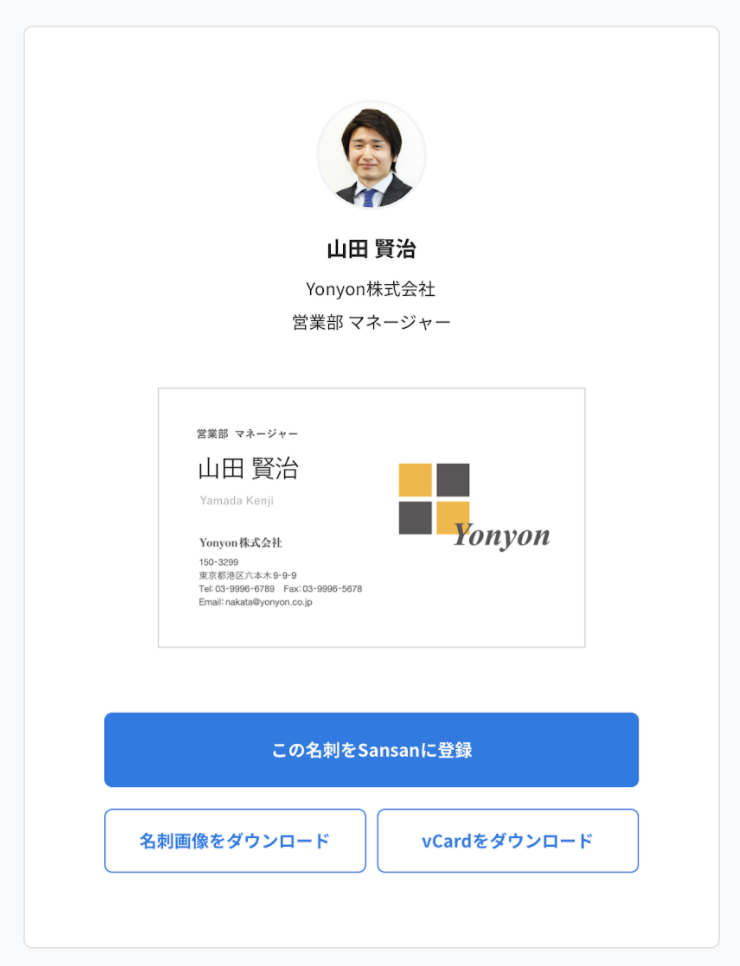 山田 賢治
Yonyon株式会社
営業部 マネージャー
営業部 マネージャー
山田 賢治
Yamada Kenji
Yonyon株式会社
150-3299
東京都港区六本木9-9-9
Tel:03-9996-6789 Fax:03-9996-5678
Email:nakata@yonyon.co.jp
Yonyon
この名刺をSansanに登録
名刺画像をダウンロード
vCardをダウンロード